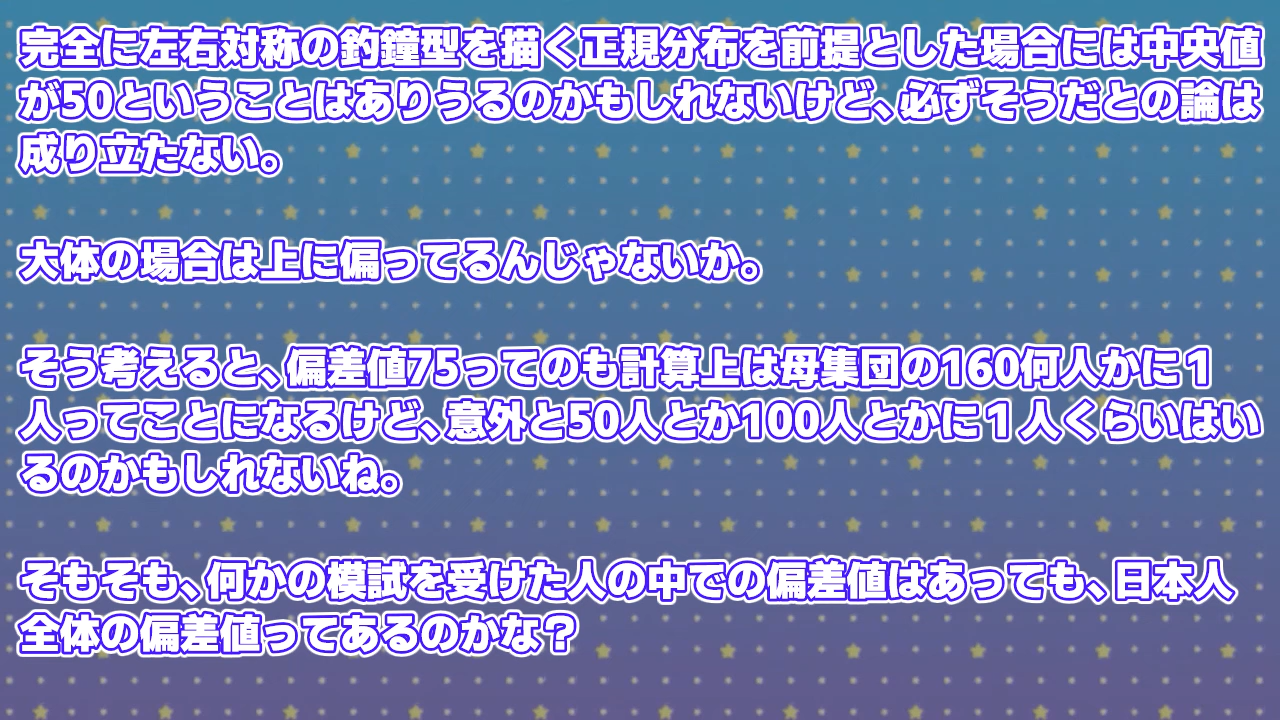 完全に左右対称の釣鐘型を描く正規分布を前提とした場合には中央値
が50ということはありうるのかもしれないけど、必ずそうだとの論は
成り立たない。
大体の場合は上に偏ってるんじゃないか。
そう考えると、偏差値75ってのも計算上は母集団の160何人かに１
人ってことになるけど、意外と50人とか100人とかに１人くらいはい
るのかもしれないね。
そもそも、何かの模試を受けた人の中での偏差値はあっても、日本人
全体の偏差値ってあるのかな？